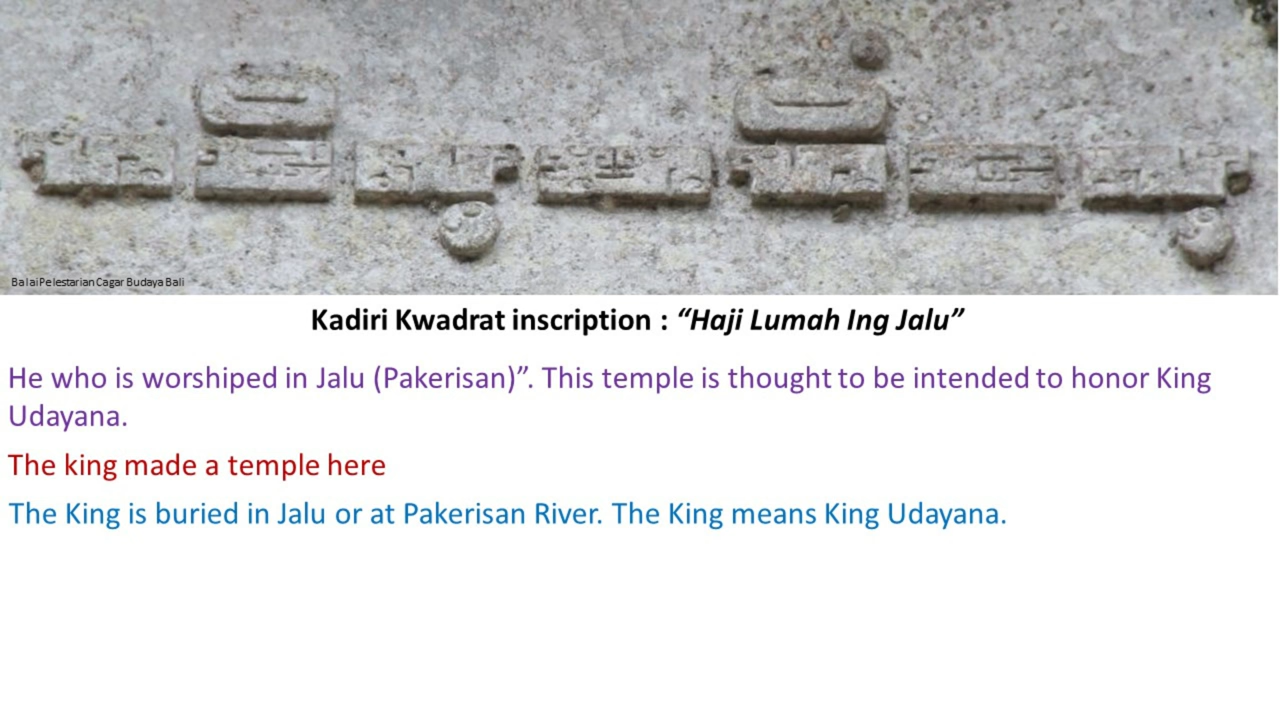 Balai Pelestarian Cagar Budaya Bali
Kadiri Kwadrat inscription : “Haji Lumah Ing Jalu”
He who is worshiped in Jalu (Pakerisan)”. This temple is thought to be intended to honor King
Udayana.
The king made a temple here
The King is buried in Jalu or at Pakerisan River. The King means King Udayana.